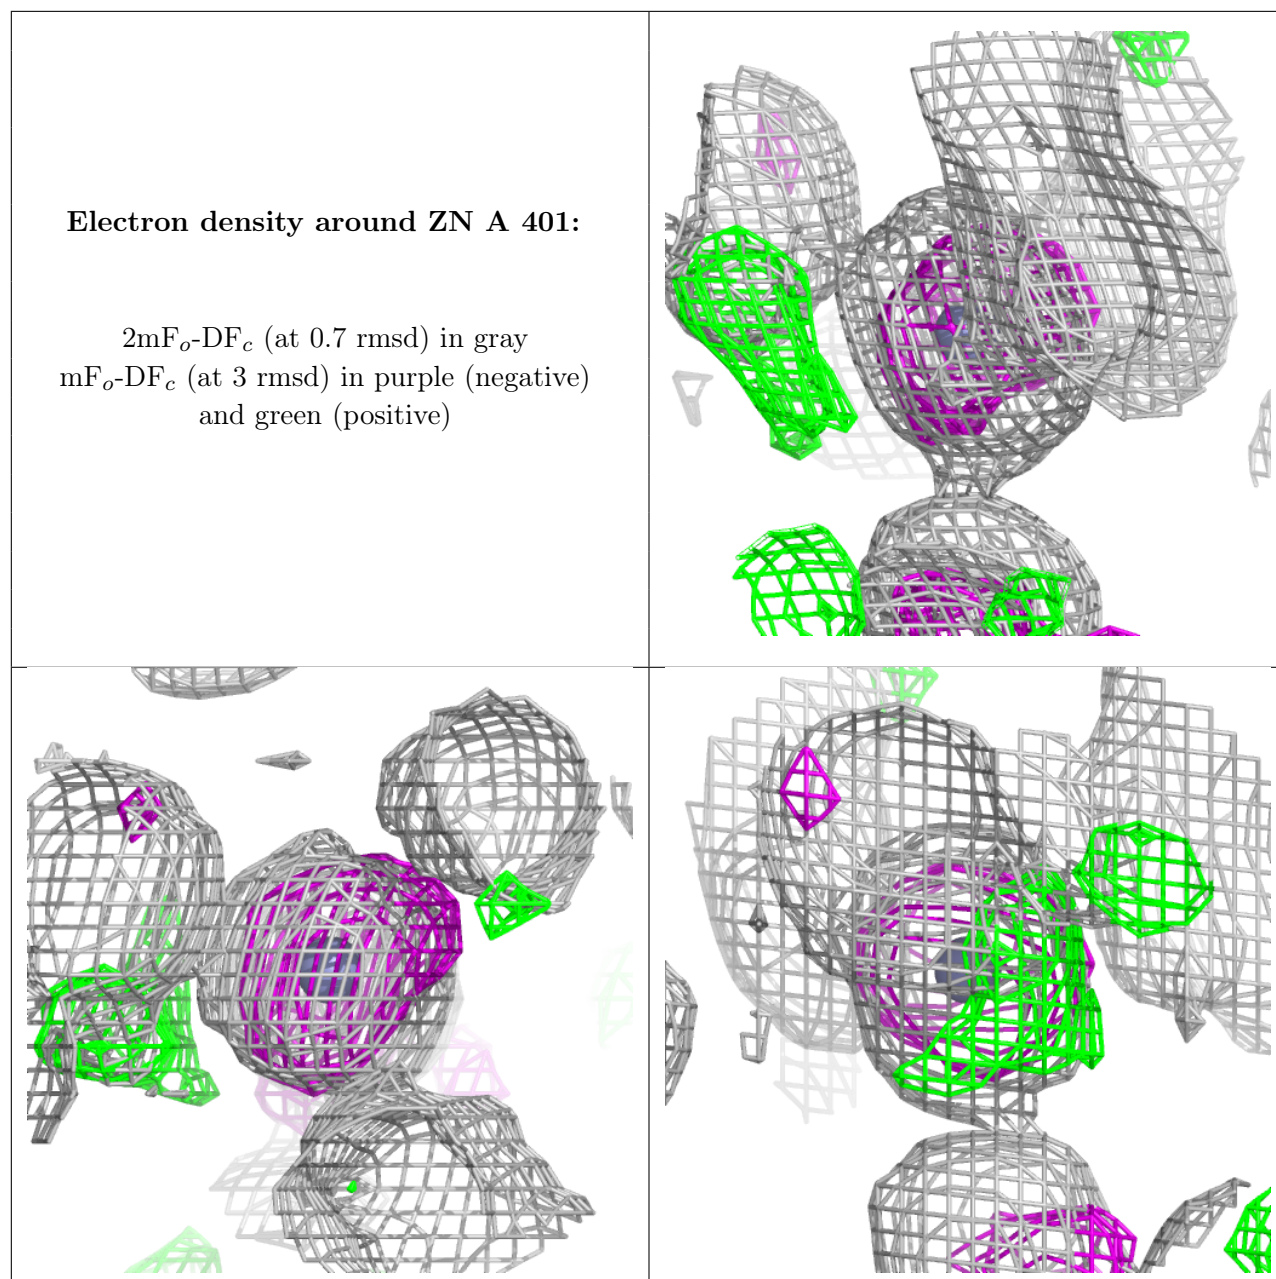 Electron density around ZN A 401:
2mFo-DFc (at 0.7 rmsd) in gray
mFo-DFc (at 3 rmsd) in purple (negative)
and green (positive)